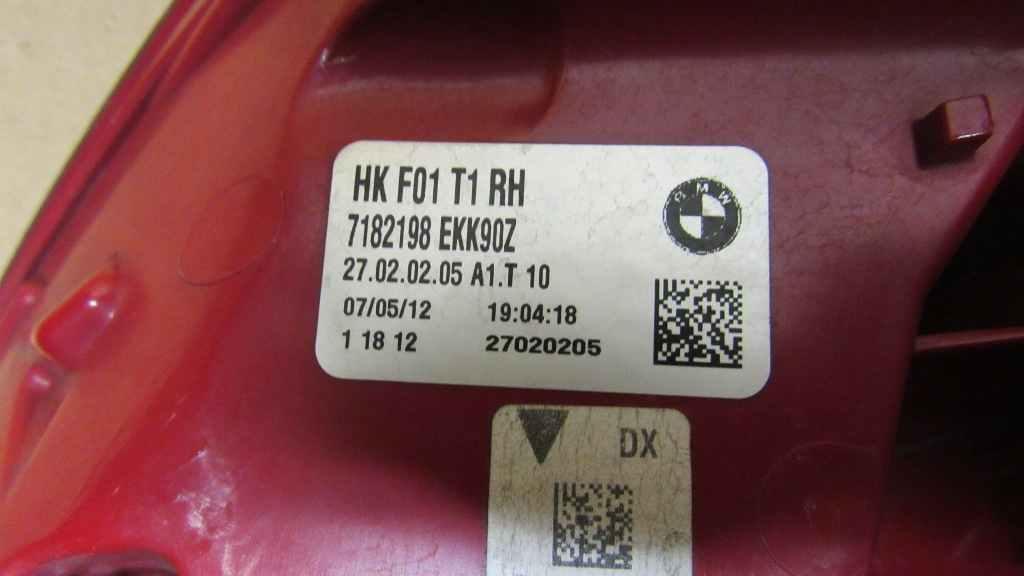 HK F01 T1 RH
BMW
7182198 EKK90Z
27.02.02.05 A1.T 10
07/05/12 19:04:18
1 18 12 27020205
DX